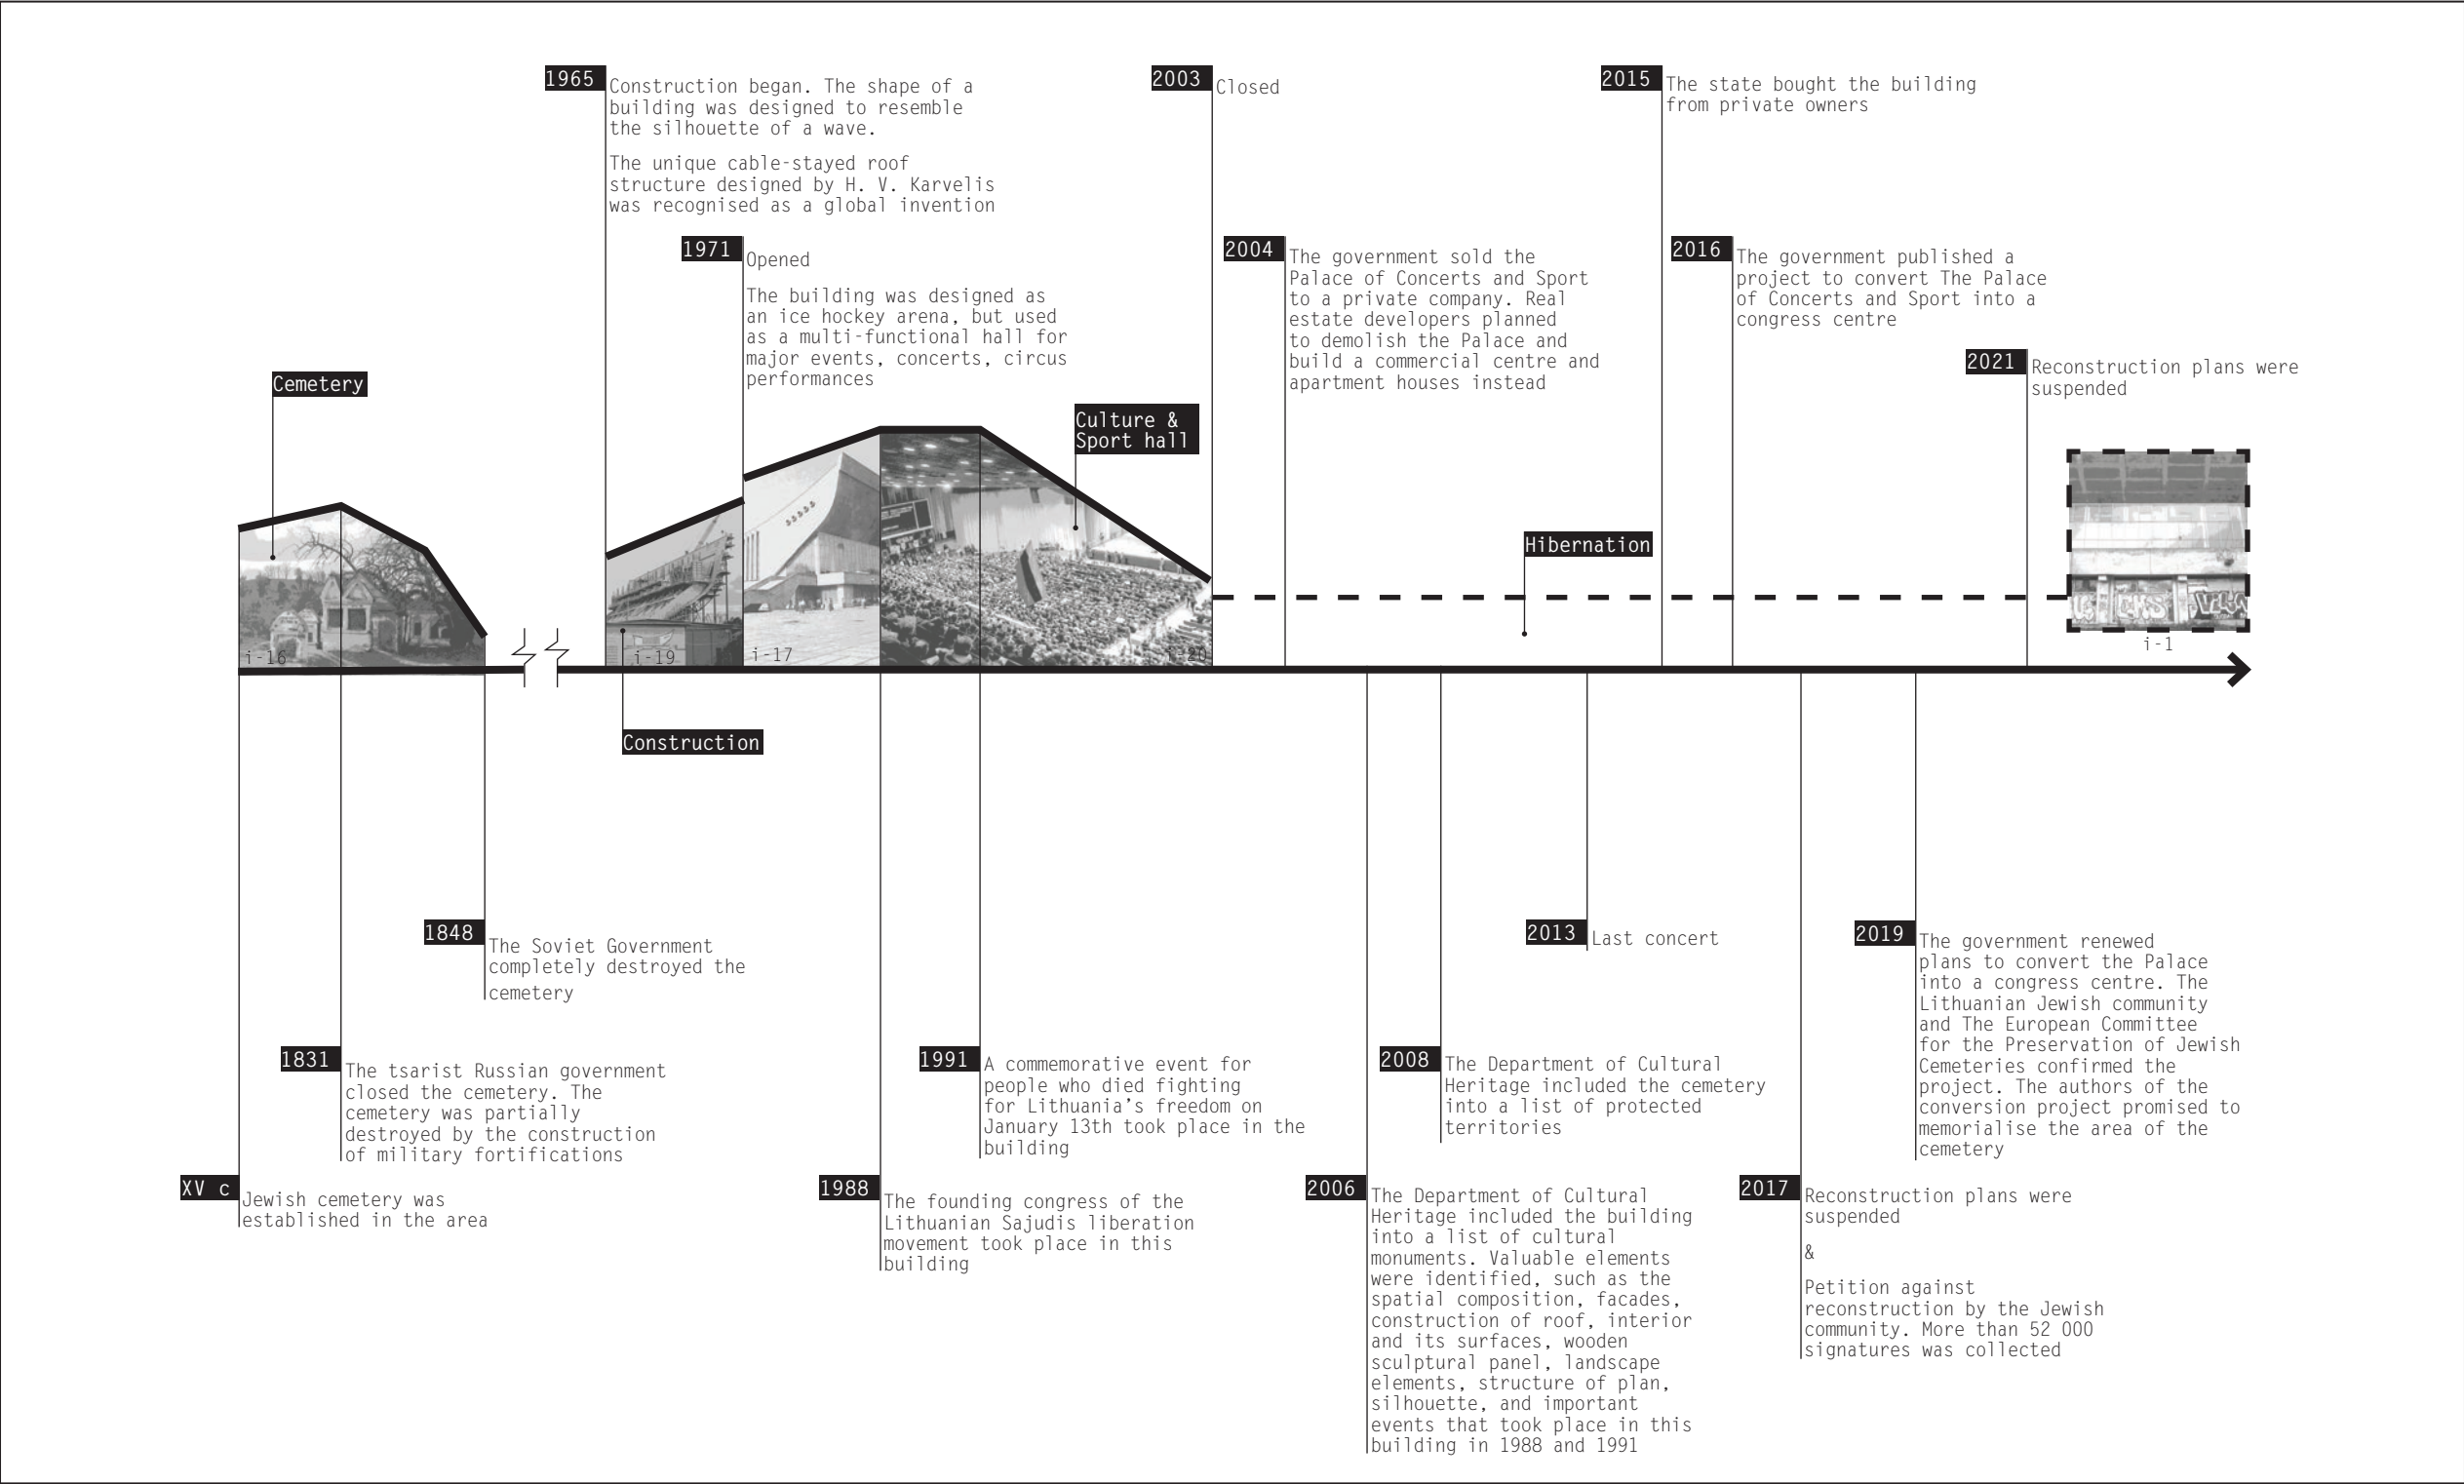 1965
Construction began. The shape of a
building was designed to resemble
the silhouette of a wave.
The unique cable-stayed roof
structure designed by H. V. Karvelis
was recognised as a global invention
2003
Closed
2015
The state bought the building
from private owners
1971
Opened
The building was designed as
an ice hockey arena, but used
as a multi-functional hall for
major events, concerts, circus
performances
2004
The government sold the
Palace of Concerts and Sport
to a private company. Real
estate developers planned
to demolish the Palace and
build a commercial centre and
apartment houses instead
2016
The government published a
project to convert The Palace
of Concerts and Sport into a
congress centre
2021
Reconstruction plans were
suspended
Cemetery
Culture &
Sport hall
Hibernation
i-16
i-19
i-17
i-20
i-1
Construction
1848
The Soviet Government
completely destroyed the
cemetery
2013
Last concert
2019
The government renewed
plans to convert the Palace
into a congress centre. The
Lithuanian Jewish community
and The European Committee
for the Preservation of Jewish
Cemeteries confirmed the
project. The authors of the
conversion project promised to
memorialise the area of the
cemetery
1831
The tsarist Russian government
closed the cemetery. The
cemetery was partially
destroyed by the construction
of military fortifications
1991
A commemorative event for
people who died fighting
for Lithuania’s freedom on
January 13th took place in the
building
2008
The Department of Cultural
Heritage included the cemetery
into a list of protected
territories
XV c
Jewish cemetery was
established in the area
1988
The founding congress of the
Lithuanian Sajudis liberation
movement took place in this
building
2006
The Department of Cultural
Heritage included the building
into a list of cultural
monuments. Valuable elements
were identified, such as the
spatial composition, facades,
construction of roof, interior
and its surfaces, wooden
sculptural panel, landscape
elements, structure of plan,
silhouette, and important
events that took place in this
building in 1988 and 1991
2017
Reconstruction plans were
suspended
&
Petition against
reconstruction by the Jewish
community. More than 52 000
signatures was collected